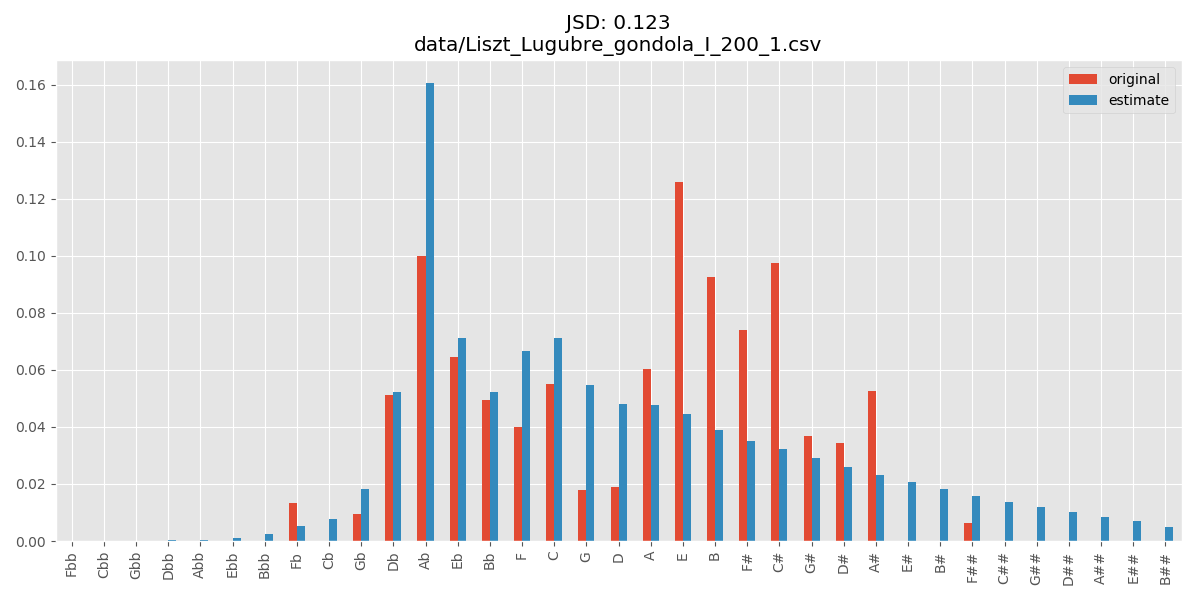 JSD: 0.123
data/Liszt_Lugubre_gondola_I_200_1.csv
original
estimate
0.16
0.14
0.12
0.10
0.08
0.06
0.04
0.02
0.00
Fbb Cbb Gbb Dbb Abb Ebb Bbb Fb Cb Gb Db Ab Eb Bb F C G D A E B F# C# G# D# A# E# B# F## C## G## D## A## E## B##